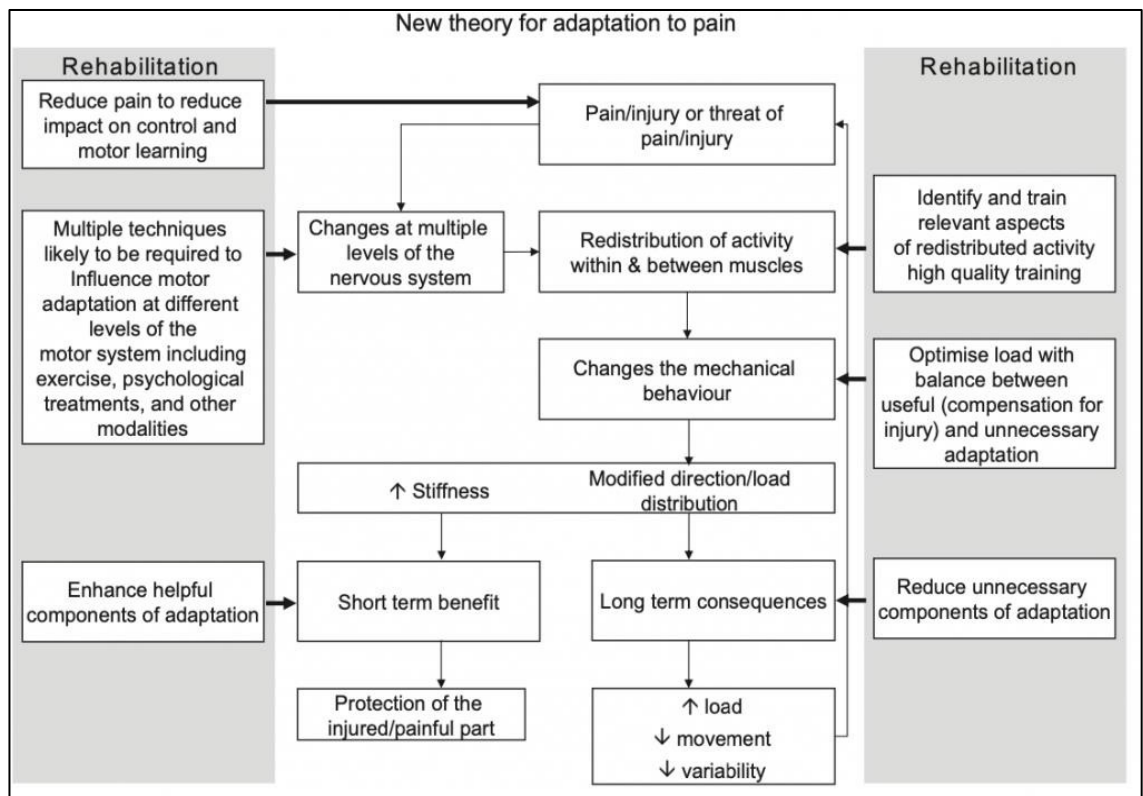 New theory for adaptation to pain
Rehabilitation
Reduce pain to reduce
impact on control and
motor learning
Multiple techniques
likely to be required to
Influence motor
adaptation at different
levels of the
motor system including
exercise, psychological
treatments, and other
modalities
Enhance helpful
components of adaptation
Pain/injury or threat of
pain/injury
Changes at multiple
levels of the
nervous system
Redistribution of activity
within & between muscles
Changes the mechanical
behaviour
↑ Stiffness
Modified direction/load
distribution
Short term benefit
Long term consequences
Protection of the
injured/painful part
↑ load
↓ movement
↓ variability
Rehabilitation
Identify and train
relevant aspects
of redistributed activity
high quality training
Optimise load with
balance between
useful (compensation for
injury) and unnecessary
adaptation
Reduce unnecessary
components of adaptation